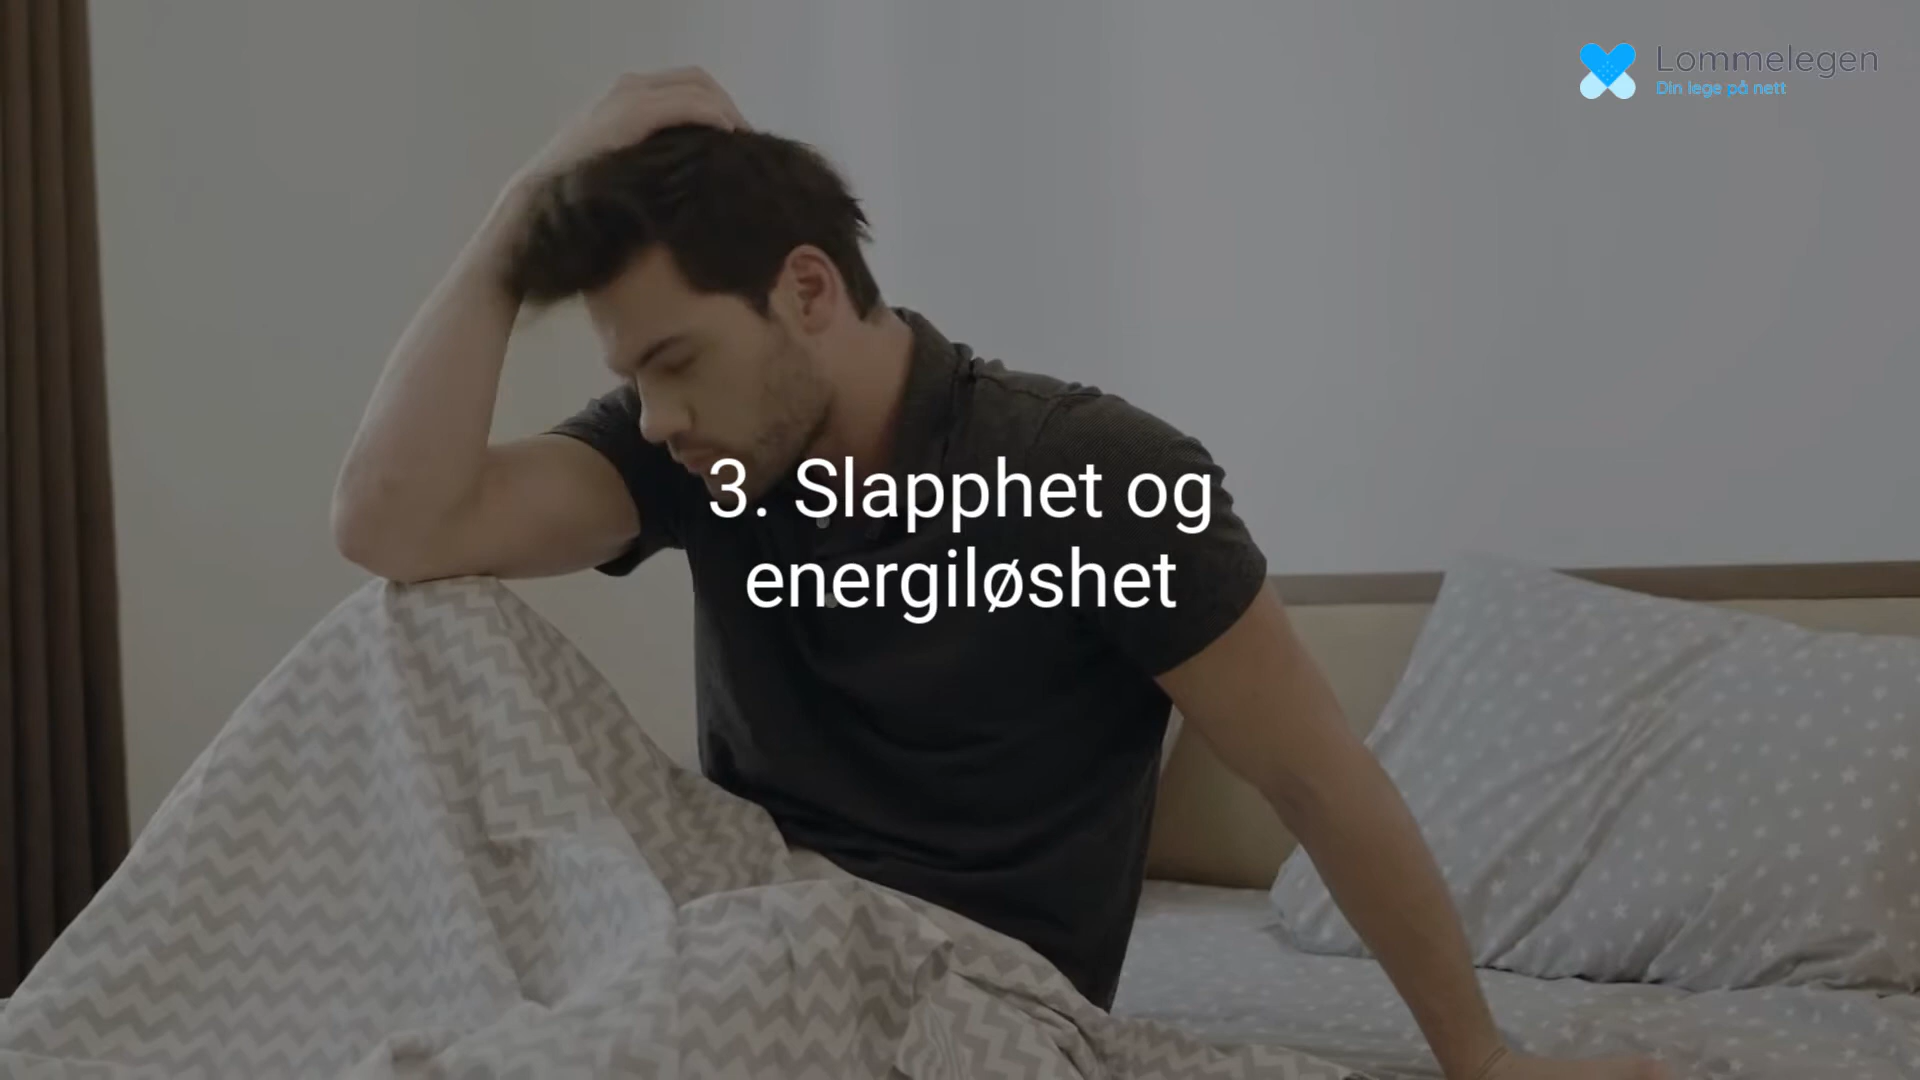 Lommelegen
Din lege på nett
3. Slapphet og
energiløshet